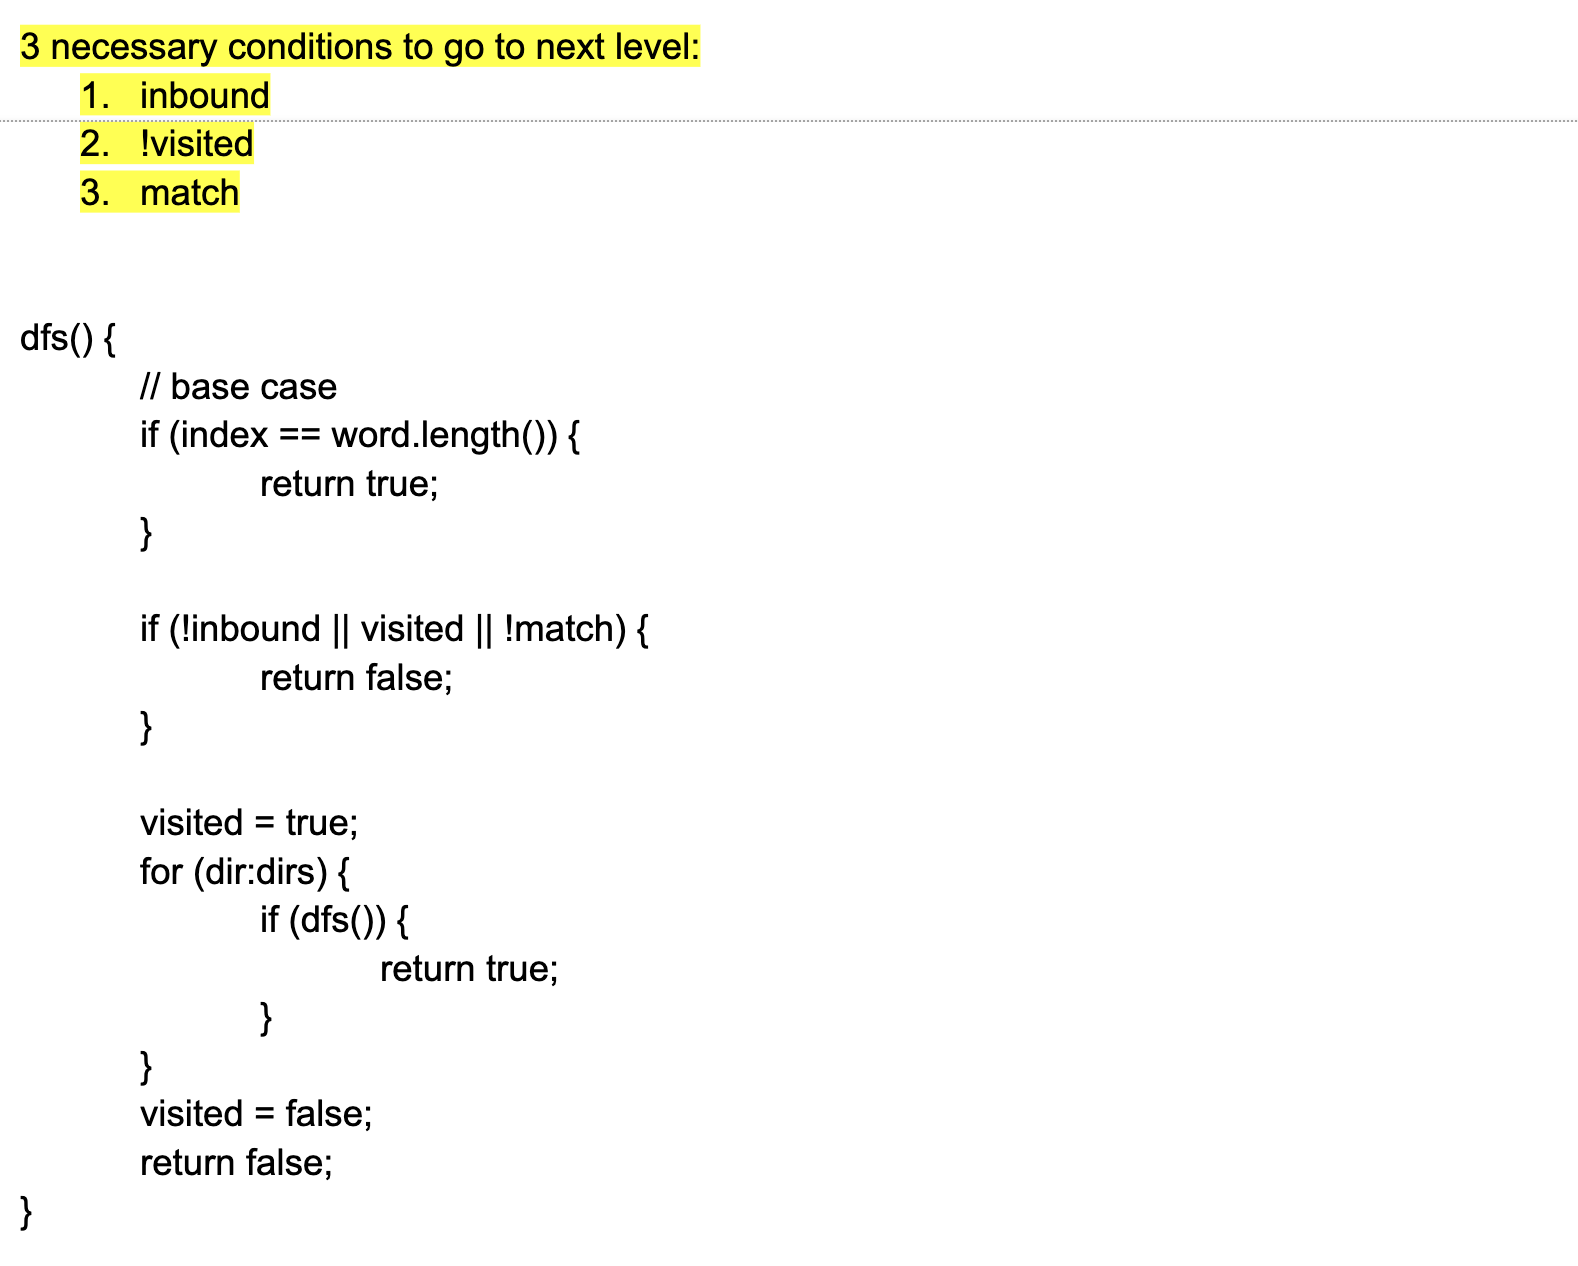 3 necessary conditions to go to next level:
1. inbound
2. !visited
3. match
dfs() {
// base case
if (index == word.length()) {
return true;
}
if (!inbound || visited || !match) {
return false;
}
visited = true;
for (dir:dirs) {
if (dfs()) {
return true;
}
}
visited = false;
return false;
}